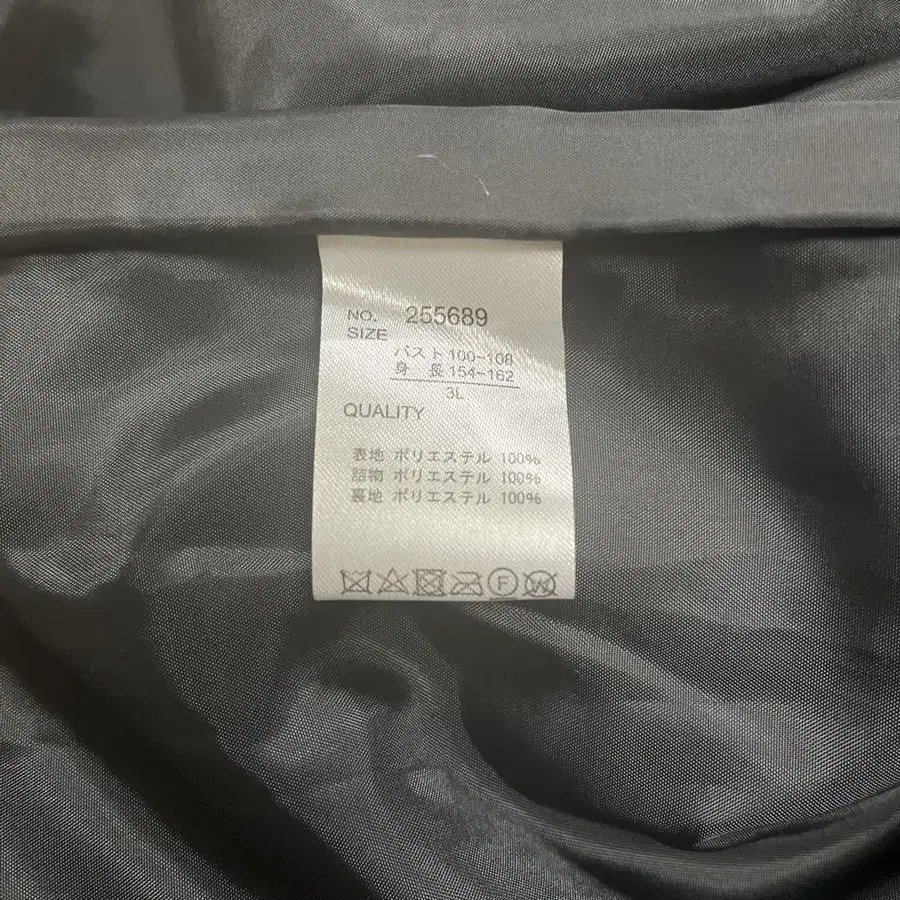 NO. 255689
SIZE
バスト 100~108
身 長 154~162
3L
QUALITY
表地 ポリエステル 100%
詰物 ポリエステル 100%
裏地 ポリエステル 100%
F W